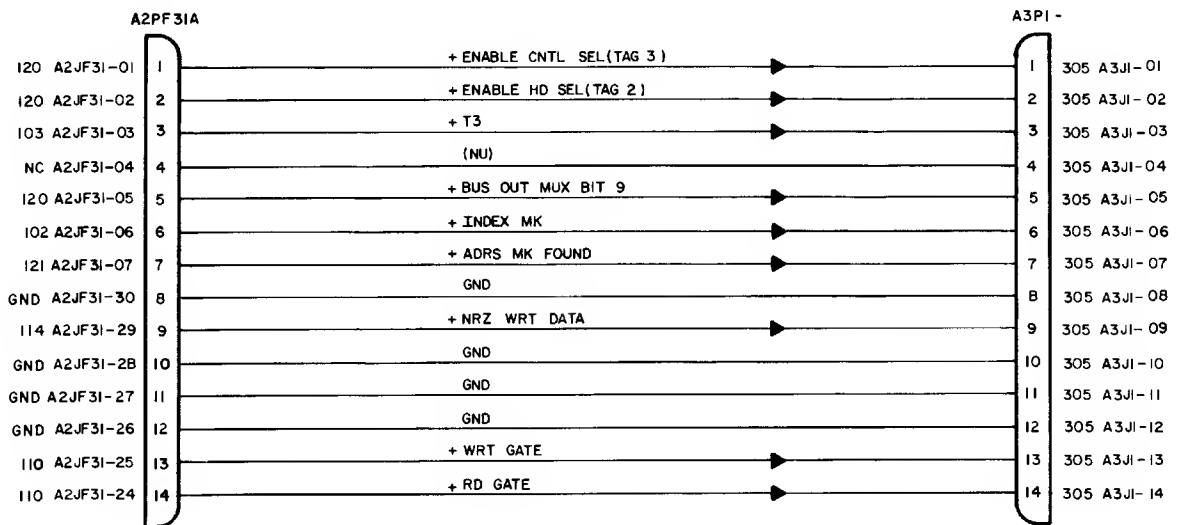 A2PF31A A3P1-
120 A2JF31-01 1 + ENABLE CNTL SEL(TAG 3) 1 305 A3J1-01
120 A2JF31-02 2 + ENABLE HD SEL(TAG 2) 2 305 A3J1-02
103 A2JF31-03 3 + T3 3 305 A3J1-03
NC A2JF31-04 4 (NU) 4 305 A3J1-04
120 A2JF31-05 5 + BUS OUT MUX BIT 9 5 305 A3J1-05
102 A2JF31-06 6 + INDEX MK 6 305 A3J1-06
121 A2JF31-07 7 + ADRS MK FOUND 7 305 A3J1-07
GND A2JF31-30 8 GND 8 305 A3J1-08
114 A2JF31-29 9 + NRZ WRT DATA 9 305 A3J1-09
GND A2JF31-28 10 GND 10 305 A3J1-10
GND A2JF31-27 11 GND 11 305 A3J1-11
GND A2JF31-26 12 GND 12 305 A3J1-12
110 A2JF31-25 13 + WRT GATE 13 305 A3J1-13
110 A2JF31-24 14 + RD GATE 14 305 A3J1-14